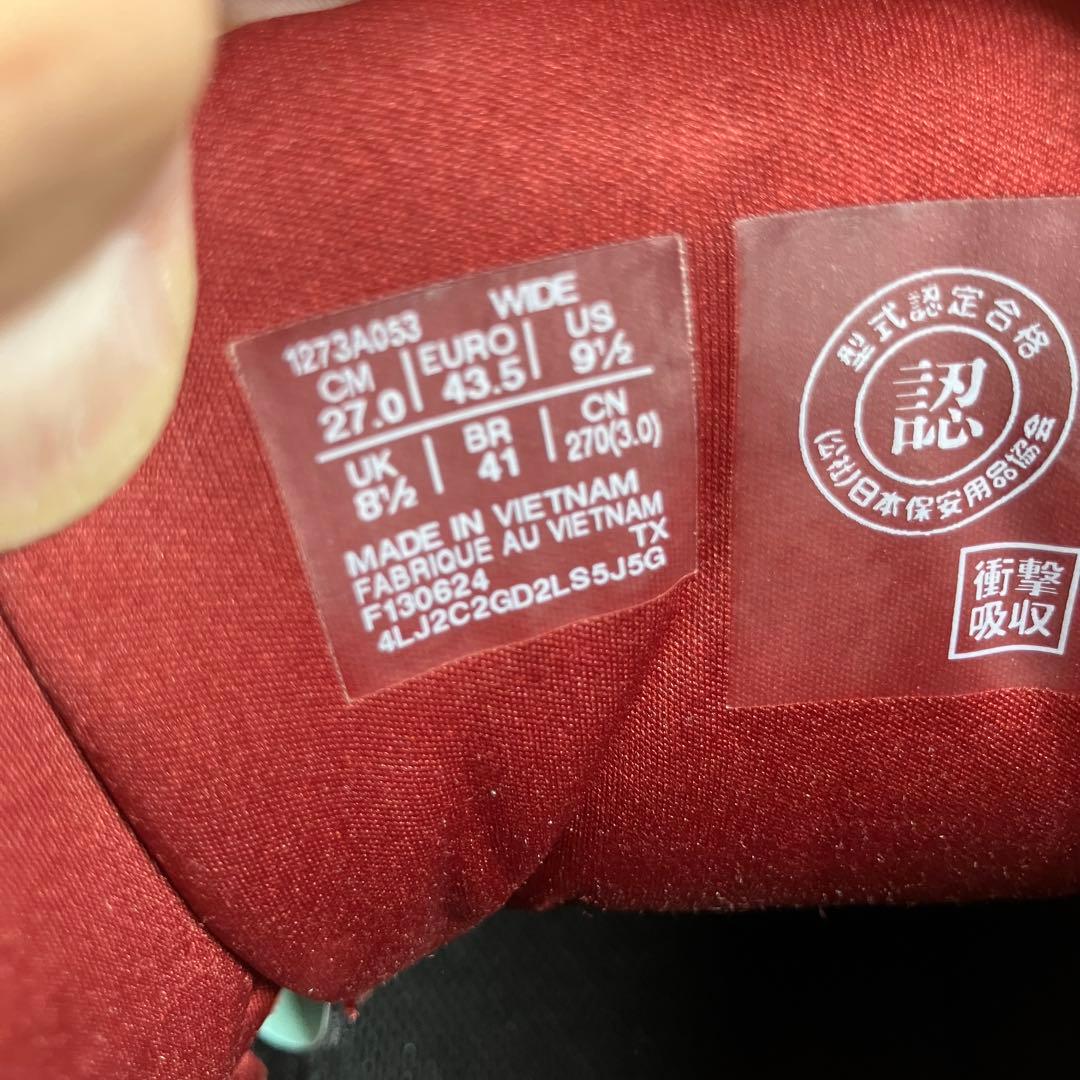 WIDE
1273A053
CM 27.0 | EURO 43.5 | US 9½
UK 8½ | BR 41 | CN 270(3.0)
MADE IN VIETNAM
FABRIQUE AU VIETNAM
F130624 TX
4LJ2C2GD2LS5J5G
型式認定合格
認
(公社)日本保安用品協会
衝撃
吸収